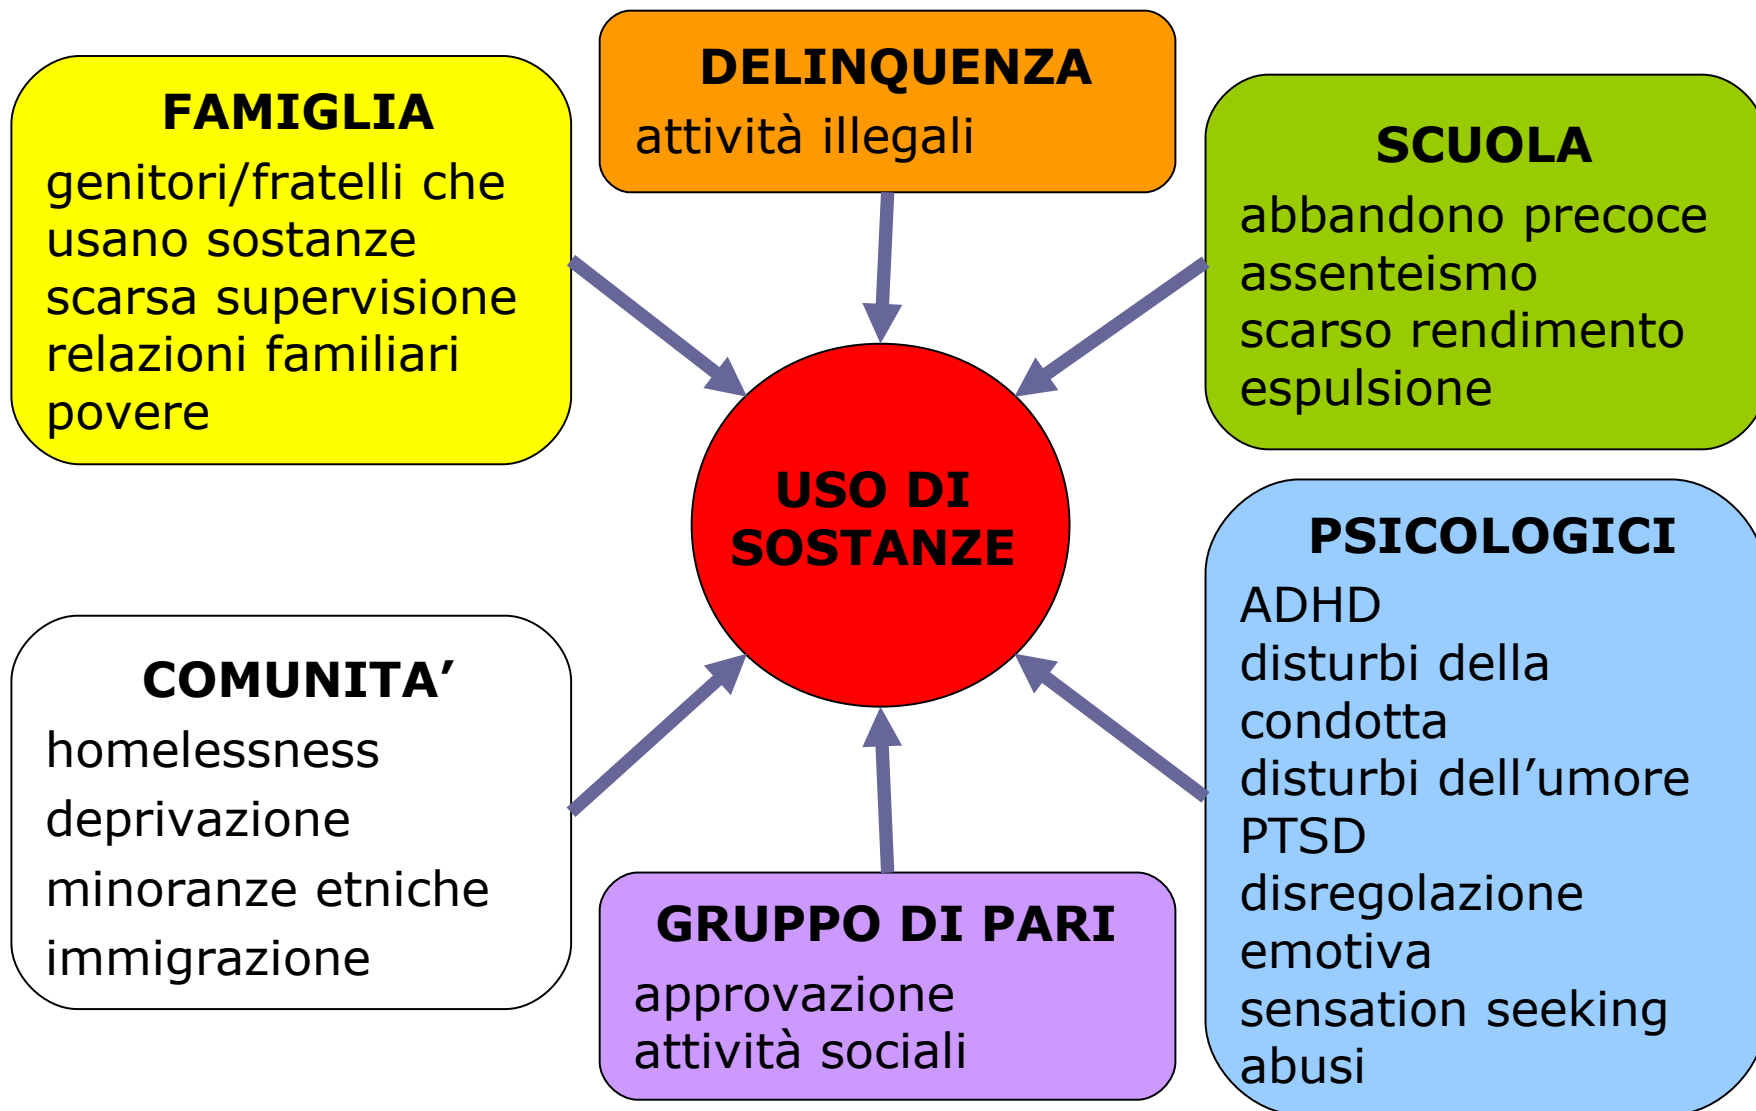 FAMIGLIA
genitori/fratelli che
usano sostanze
scarsa supervisione
relazioni familiari
povere
DELINQUENZA
attività illegali
SCUOLA
abbandono precoce
assenteismo
scarso rendimento
espulsione
USO DI
SOSTANZE
COMUNITA’
homelessness
deprivazione
minoranze etniche
immigrazione
GRUPPO DI PARI
approvazione
attività sociali
PSICOLOGICI
ADHD
disturbi della
condotta
disturbi dell’umore
PTSD
disregolazione
emotiva
sensation seeking
abusi